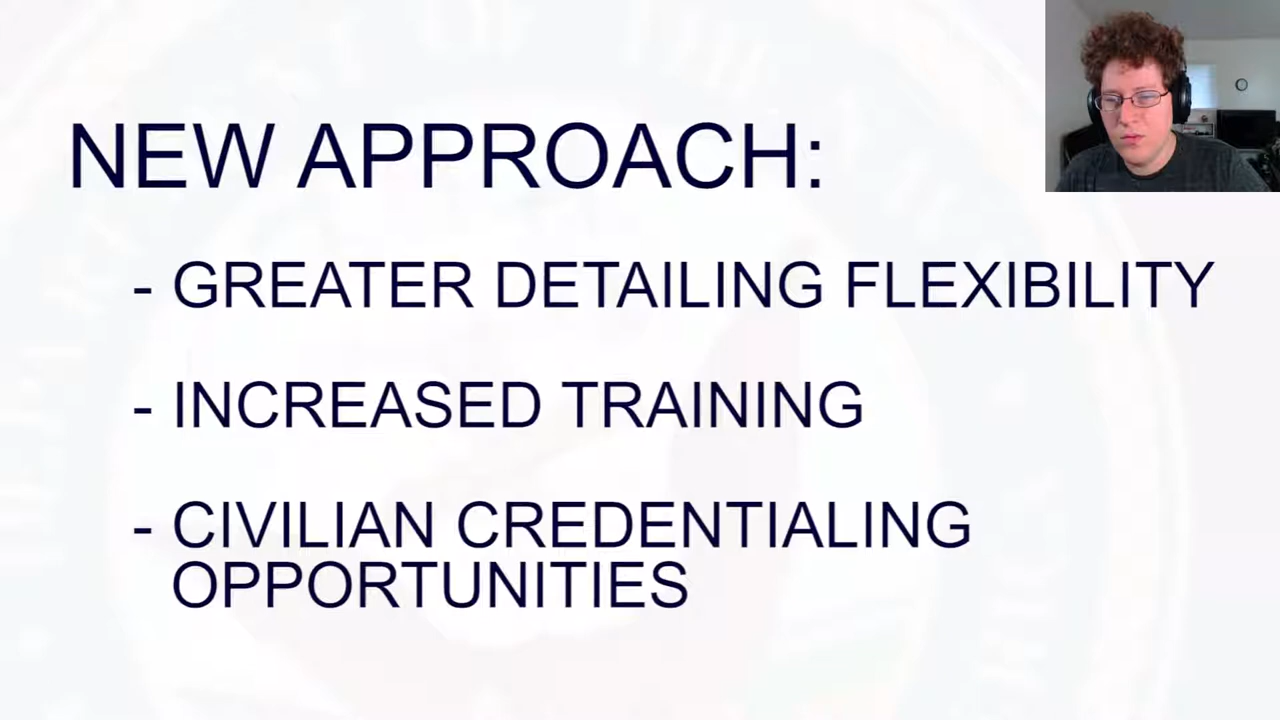 NEW APPROACH:
- GREATER DETAILING FLEXIBILITY
- INCREASED TRAINING
- CIVILIAN CREDENTIALING
OPPORTUNITIES